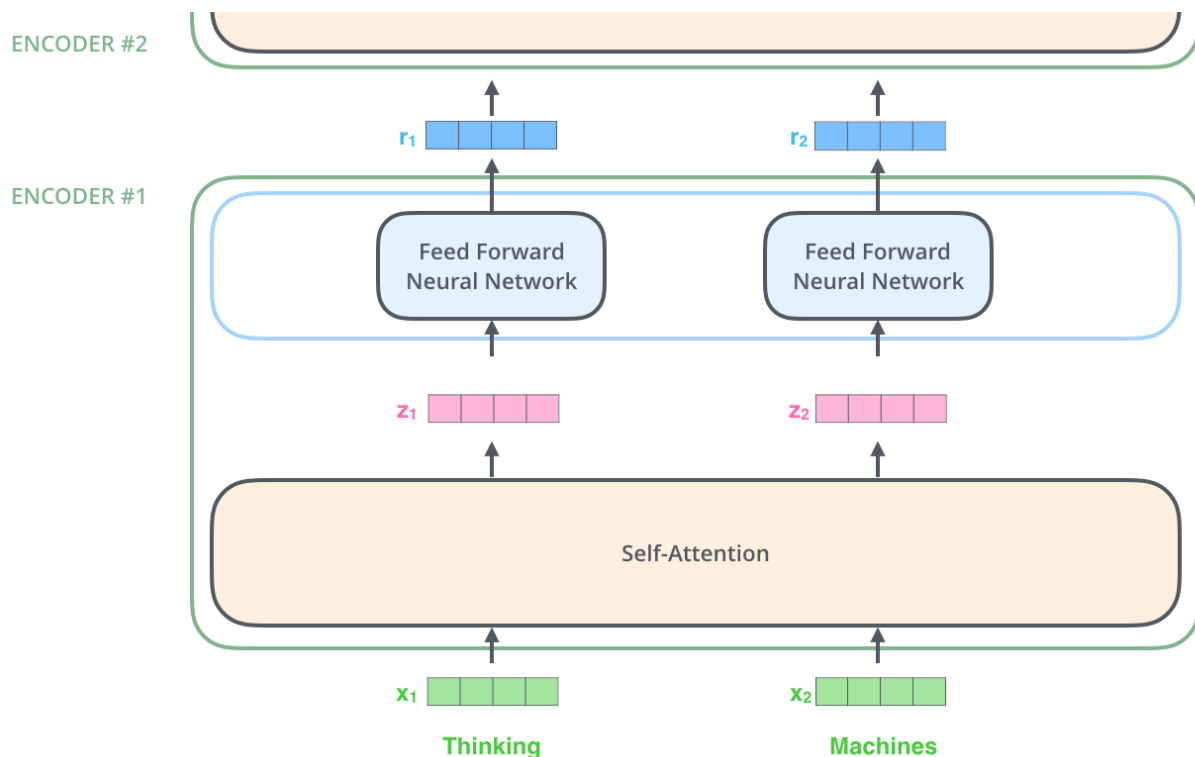 ENCODER #2
r₁
r₂
ENCODER #1
Feed Forward
Neural Network
Feed Forward
Neural Network
z₁
z₂
Self-Attention
x₁
x₂
Thinking
Machines